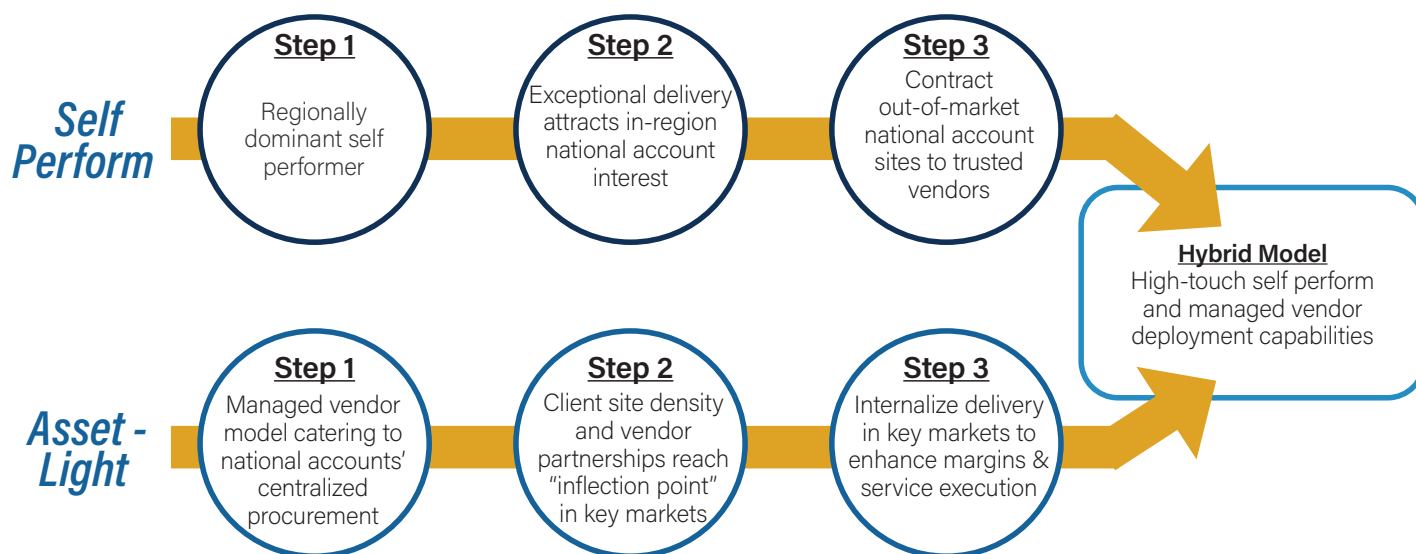 Self
Perform
Step 1
Regionally
dominant self
performer
Step 2
Exceptional delivery
attracts in-region
national account
interest
Step 3
Contract
out-of-market
national account
sites to trusted
vendors
Hybrid Model
High-touch self perform
and managed vendor
deployment capabilities
Asset -
Light
Step 1
Managed vendor
model catering to
national accounts’
centralized
procurement
Step 2
Client site density
and vendor
partnerships reach
“inflection point”
in key markets
Step 3
Internalize delivery
in key markets to
enhance margins &
service execution